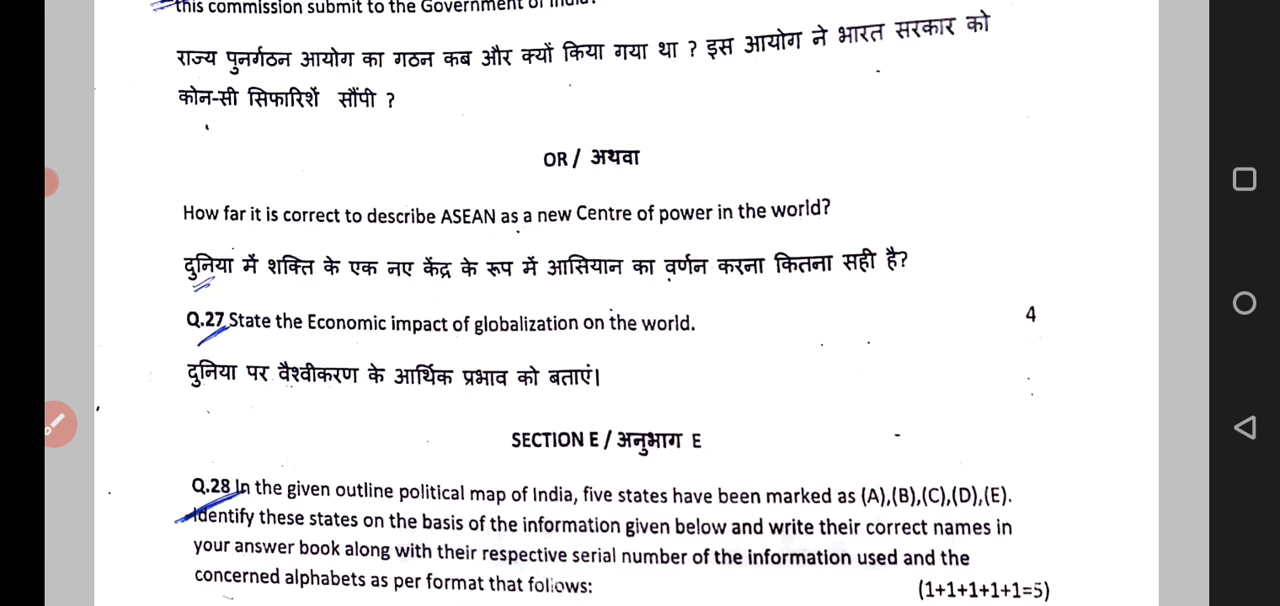 this commission submit to the Government of India?
राज्य पुनर्गठन आयोग का गठन कब और क्यों किया गया था ? इस आयोग ने भारत सरकार को
कोन-सी सिफारिशें सौंपी ?
OR / अथवा
How far it is correct to describe ASEAN as a new Centre of power in the world?
दुनिया में शक्ति के एक नए केंद्र के रूप में आसियान का वर्णन करना कितना सही है?
Q.27 State the Economic impact of globalization on the world. 4
दुनिया पर वैश्वीकरण के आर्थिक प्रभाव को बताएं।
SECTION E / अनुभाग E
Q.28 In the given outline political map of India, five states have been marked as (A),(B),(C),(D),(E).
Identify these states on the basis of the information given below and write their correct names in
your answer book along with their respective serial number of the information used and the
concerned alphabets as per format that follows: (1+1+1+1+1=5)